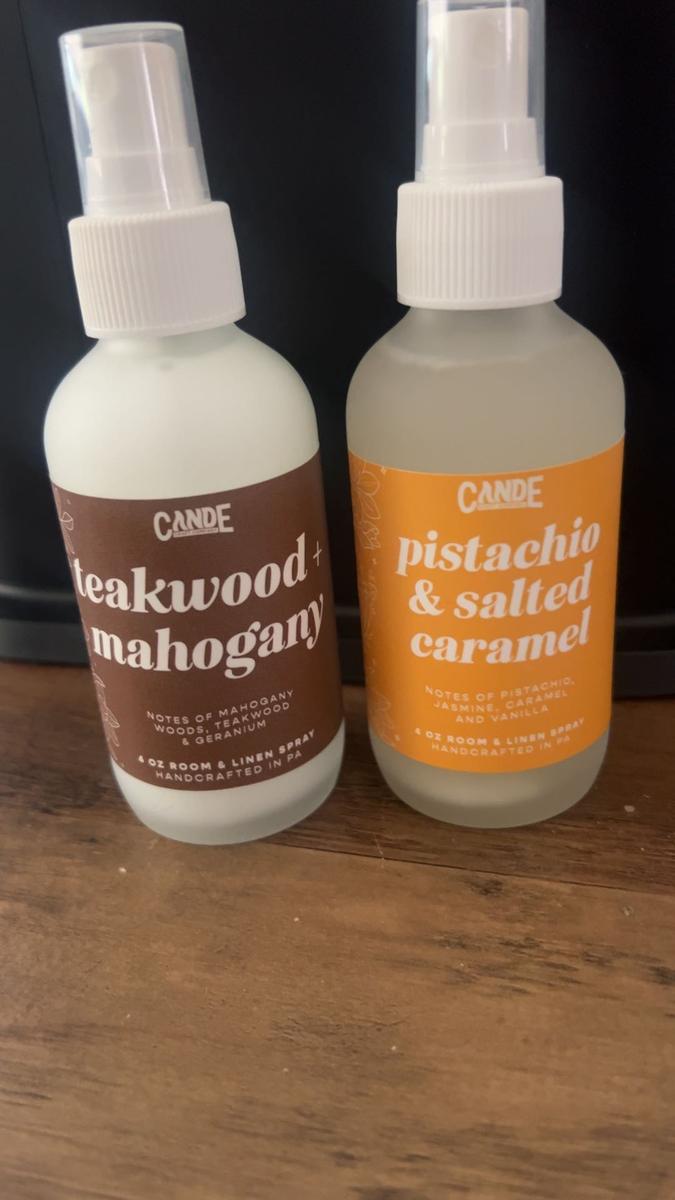 CANDE
teakwood +
mahogany
NOTES OF MAHOGANY
WOODS, TEAKWOOD
& GERANIUM
4 OZ ROOM & LINEN SPRAY
HANDCRAFTED IN PA
CANDE
pistachio
& salted
caramel
NOTES OF PISTACHIO,
JASMINE, CARAMEL
AND VANILLA
4 OZ ROOM & LINEN SPRAY
HANDCRAFTED IN PA